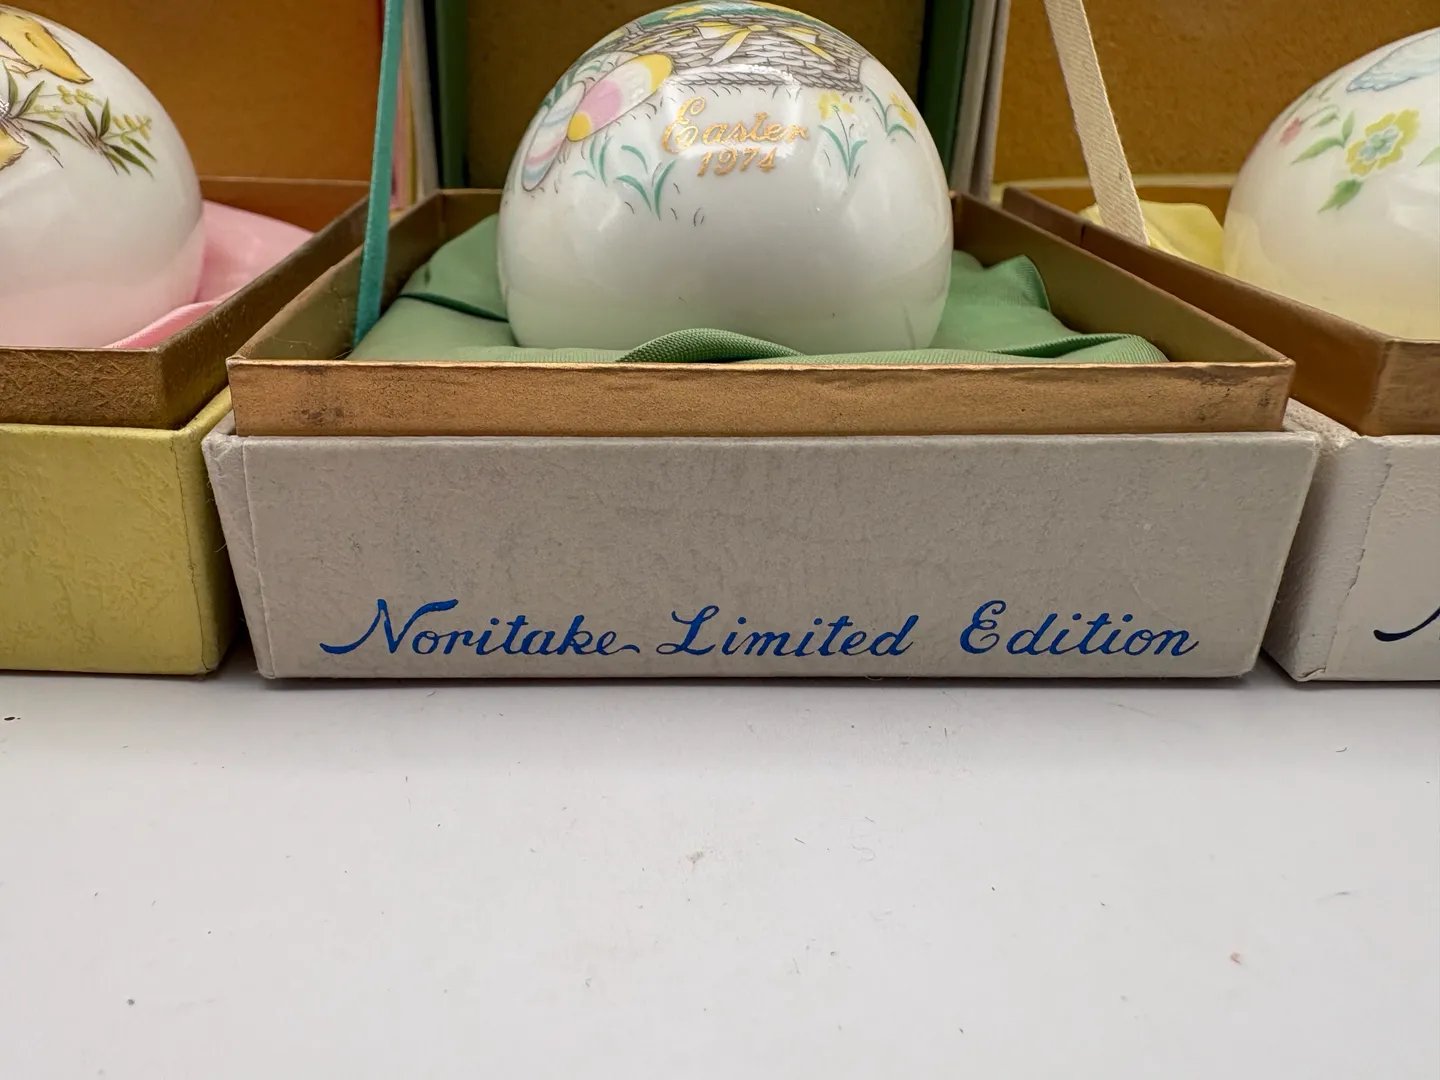 Easter
1974
Noritake Limited Edition